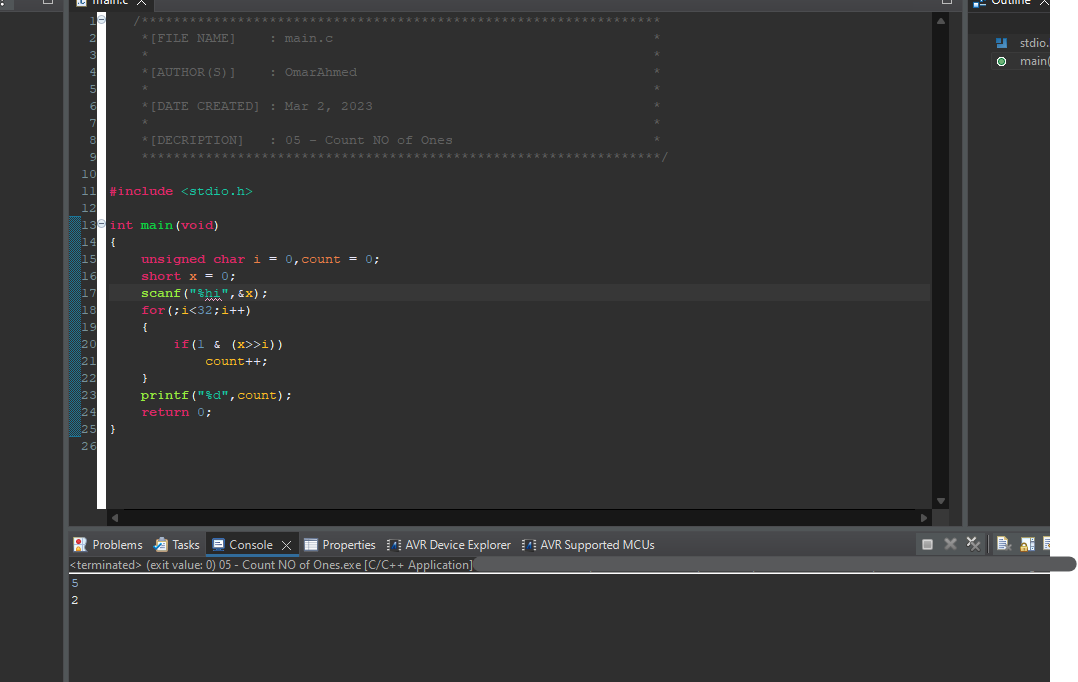 main.c
Outline
1 /*****************************************************************
2 *[FILE NAME] : main.c *
3 * *
4 *[AUTHOR(S)] : OmarAhmed *
5 * *
6 *[DATE CREATED] : Mar 2, 2023 *
7 * *
8 *[DECRIPTION] : 05 - Count NO of Ones *
9 *****************************************************************/
10
11 #include <stdio.h>
12
13 int main(void)
14 {
15 unsigned char i = 0,count = 0;
16 short x = 0;
17 scanf("%hi",&x);
18 for(;i<32;i++)
19 {
20 if(1 & (x>>i))
21 count++;
22 }
23 printf("%d",count);
24 return 0;
25 }
26
stdio.
main(
Problems Tasks Console Properties AVR Device Explorer AVR Supported MCUs
<terminated> (exit value: 0) 05 - Count NO of Ones.exe [C/C++ Application]
5
2